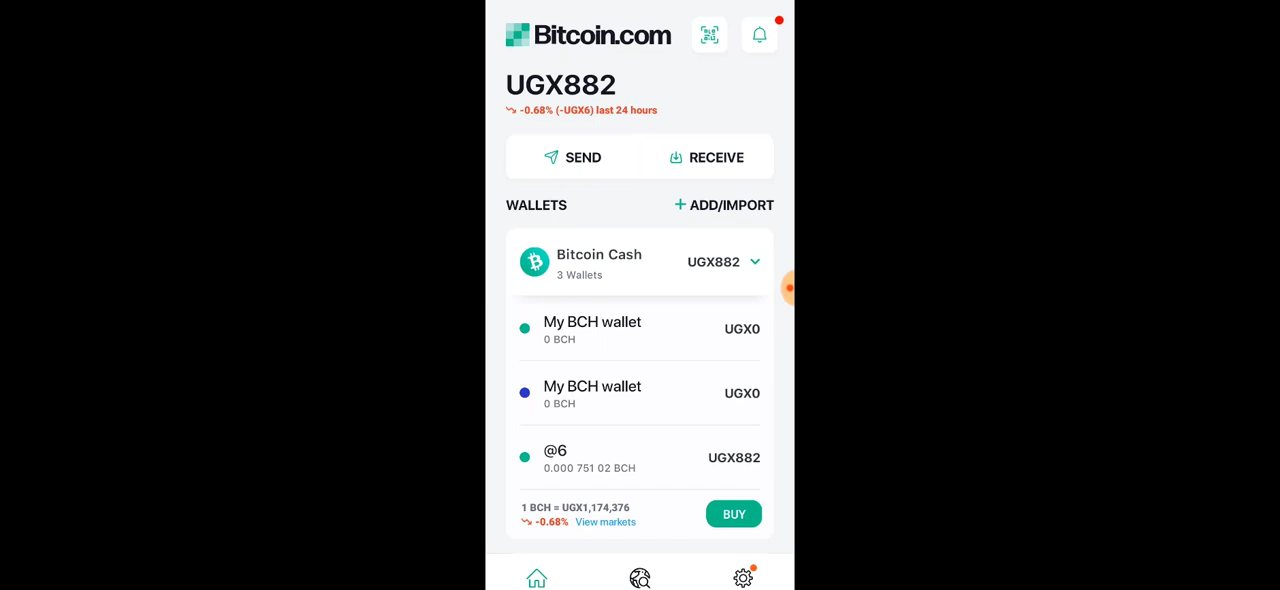 Bitcoin.com
UGX882
-0.68% (-UGX6) last 24 hours
SEND RECEIVE
WALLETS + ADD/IMPORT
Bitcoin Cash
3 Wallets
UGX882
My BCH wallet
0 BCH
UGX0
My BCH wallet
0 BCH
UGX0
@6
0.000 751 02 BCH
UGX882
1 BCH = UGX1,174,376
-0.68% View markets
BUY